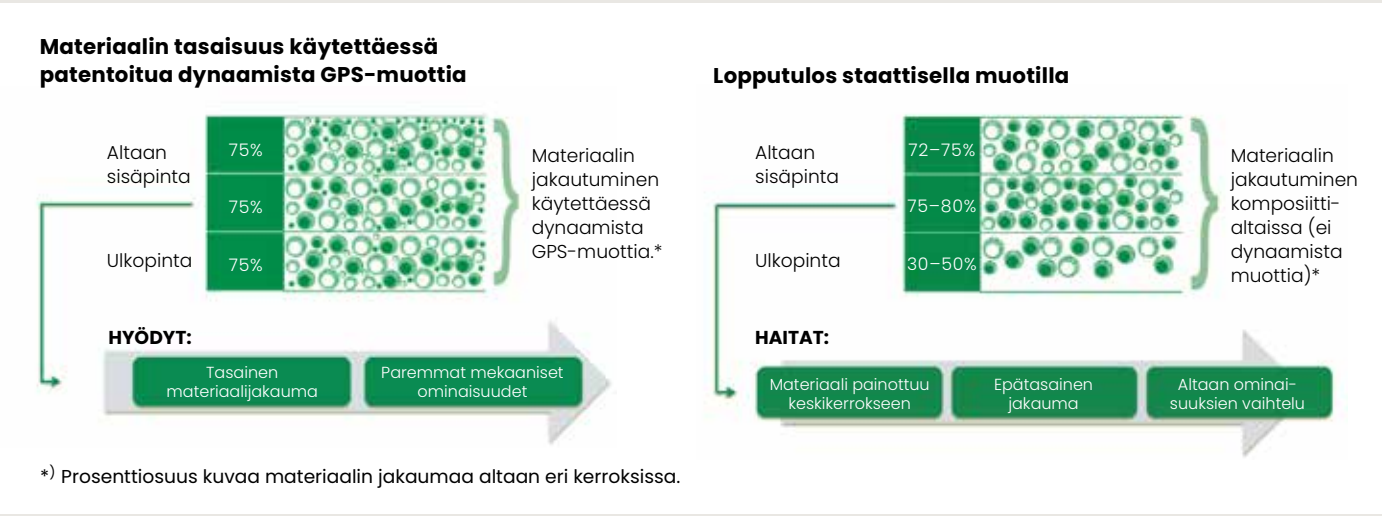 Materiaalin tasaisuus käytettäessä
patentoitua dynaamista GPS-muottia
Altaan
sisäpinta
Ulkopinta
75%
75%
75%
Materiaalin
jakautuminen
käytettäessä
dynaamista
GPS-muottia.*
HYÖDYT:
Tasainen
materiaalijakauma
Paremmat mekaaniset
ominaisuudet
Lopputulos staattisella muotilla
Altaan
sisäpinta
Ulkopinta
72–75%
75–80%
30–50%
Materiaalin
jakautuminen
komposiitti-
altaissa (ei
dynaamista
muottia)*
HAITAT:
Materiaali painottuu
keskikerrokseen
Epätasainen
jakauma
Altaan ominai-
suuksien vaihtelu
*) Prosenttiosuus kuvaa materiaalin jakaumaa altaan eri kerroksissa.